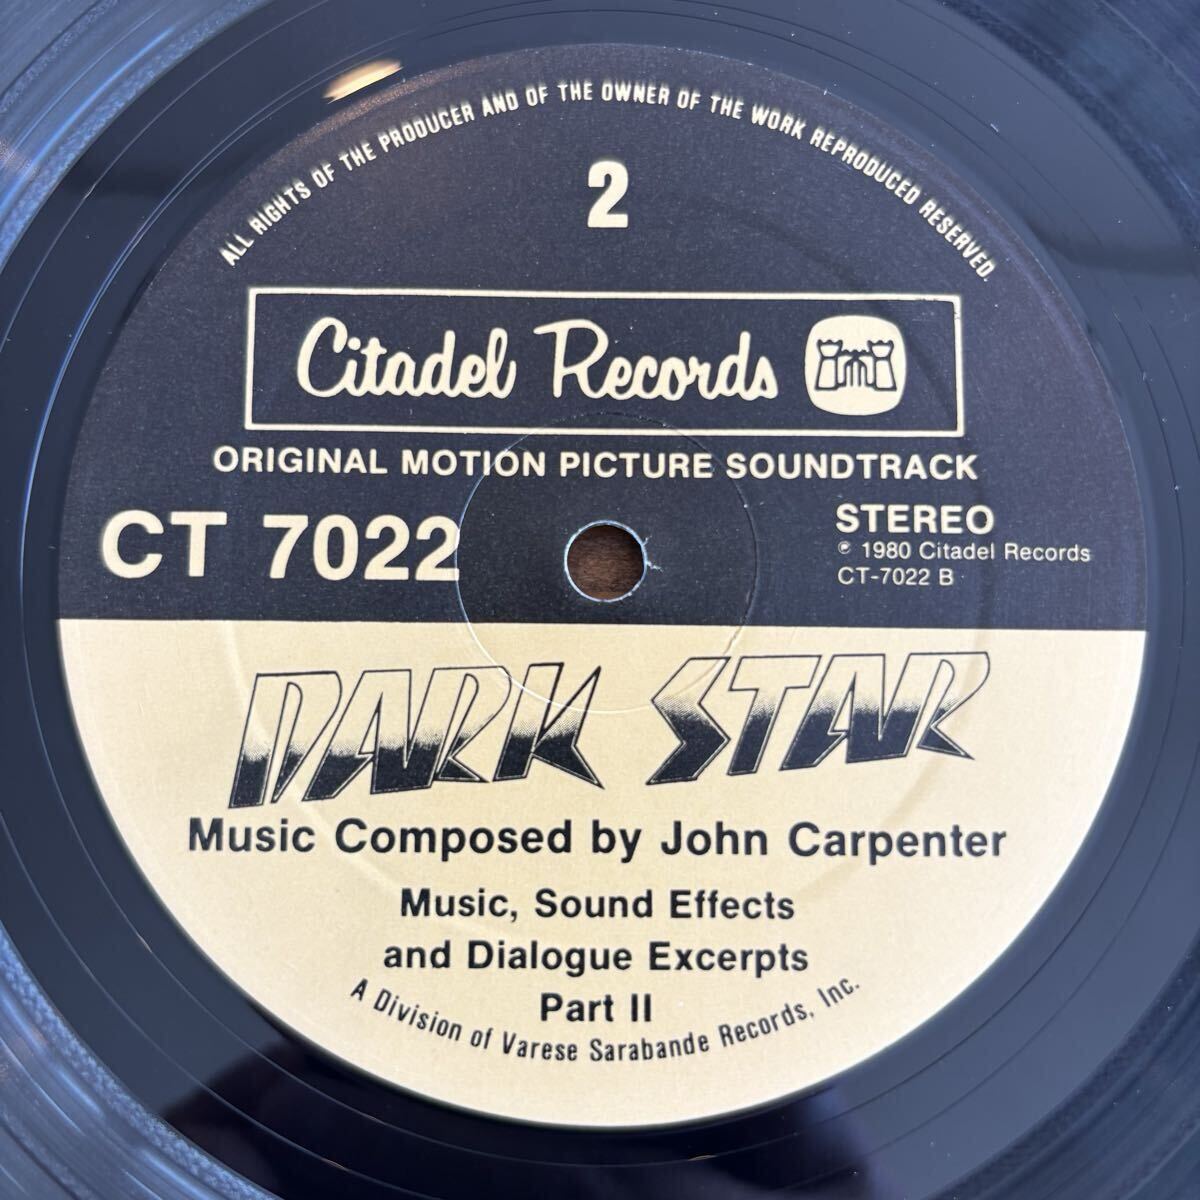 ALL RIGHTS OF THE PRODUCER AND OF THE OWNER OF THE WORK REPRODUCED RESERVED.
2
Citadel Records
ORIGINAL MOTION PICTURE SOUNDTRACK
CT 7022
STEREO
℗ 1980 Citadel Records
CT-7022 B
DARK STAR
Music Composed by John Carpenter
Music, Sound Effects
and Dialogue Excerpts
Part II
A Division of Varese Sarabande Records, Inc.